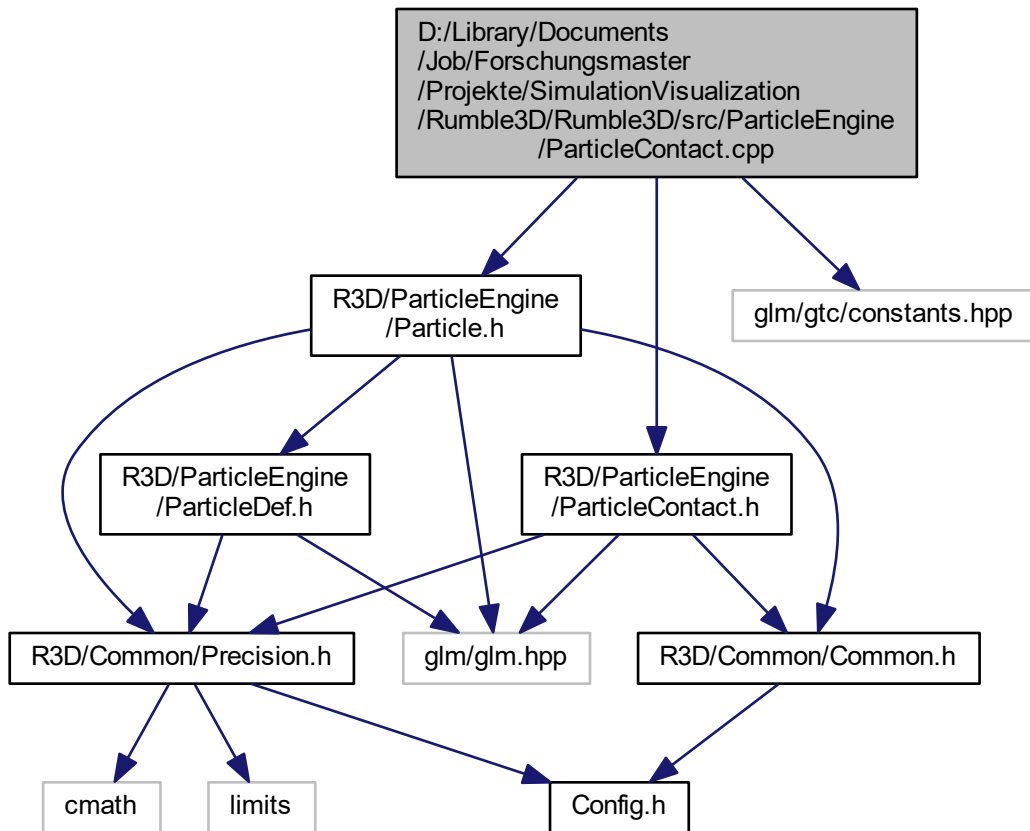 D:/Library/Documents
/Job/Forschungsmaster
/Projekte/SimulationVisualization
/Rumble3D/Rumble3D/src/ParticleEngine
/ParticleContact.cpp
R3D/ParticleEngine
/Particle.h
glm/gtc/constants.hpp
R3D/ParticleEngine
/ParticleDef.h
R3D/ParticleEngine
/ParticleContact.h
R3D/Common/Precision.h
glm/glm.hpp
R3D/Common/Common.h
cmath
limits
Config.h